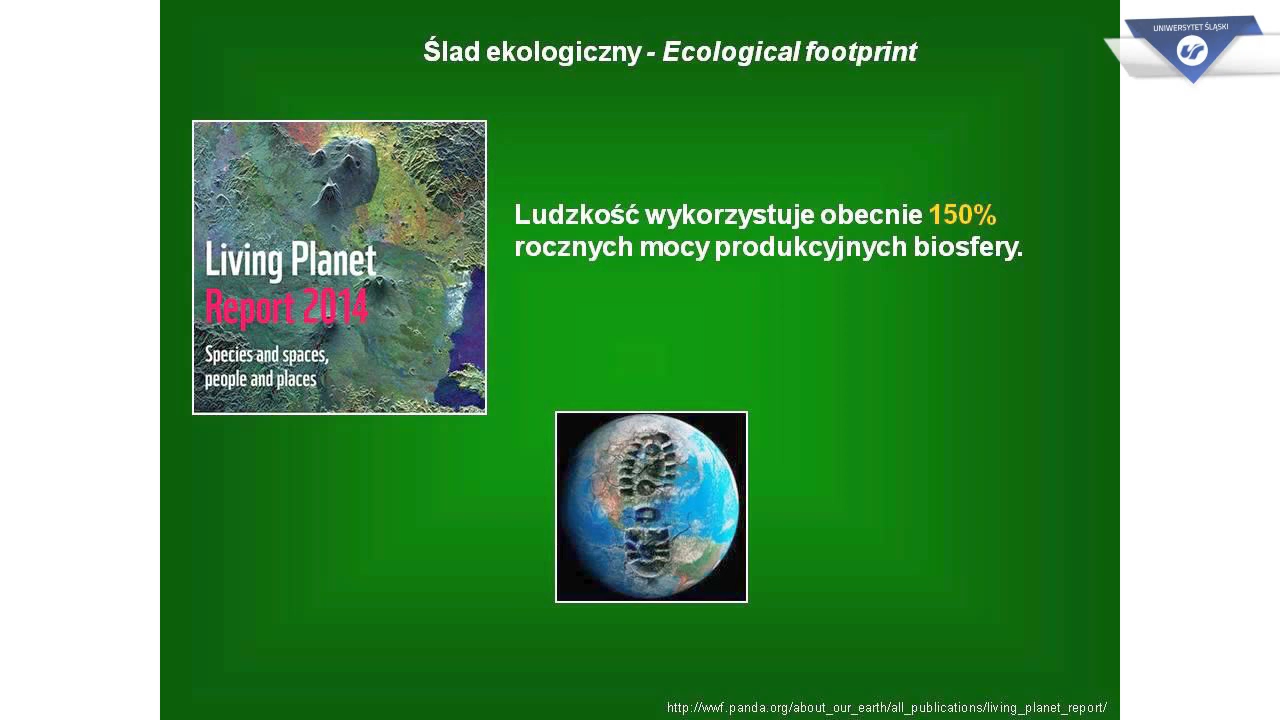 UNIWERSYTET ŚLĄSKI
Ślad ekologiczny - Ecological footprint
Living Planet
Report 2014
Species and spaces,
people and places
Ludzkość wykorzystuje obecnie 150%
rocznych mocy produkcyjnych biosfery.
http://wwf.panda.org/about_our_earth/all_publications/living_planet_report/